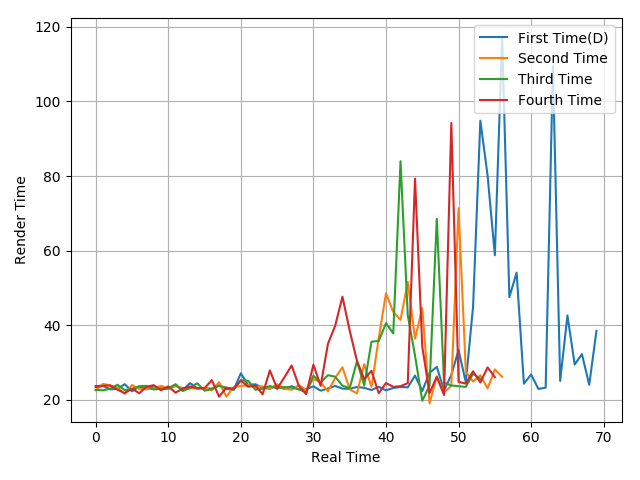 First Time(D)
Second Time
Third Time
Fourth Time
120
100
80
60
40
20
Render Time
0 10 20 30 40 50 60 70
Real Time